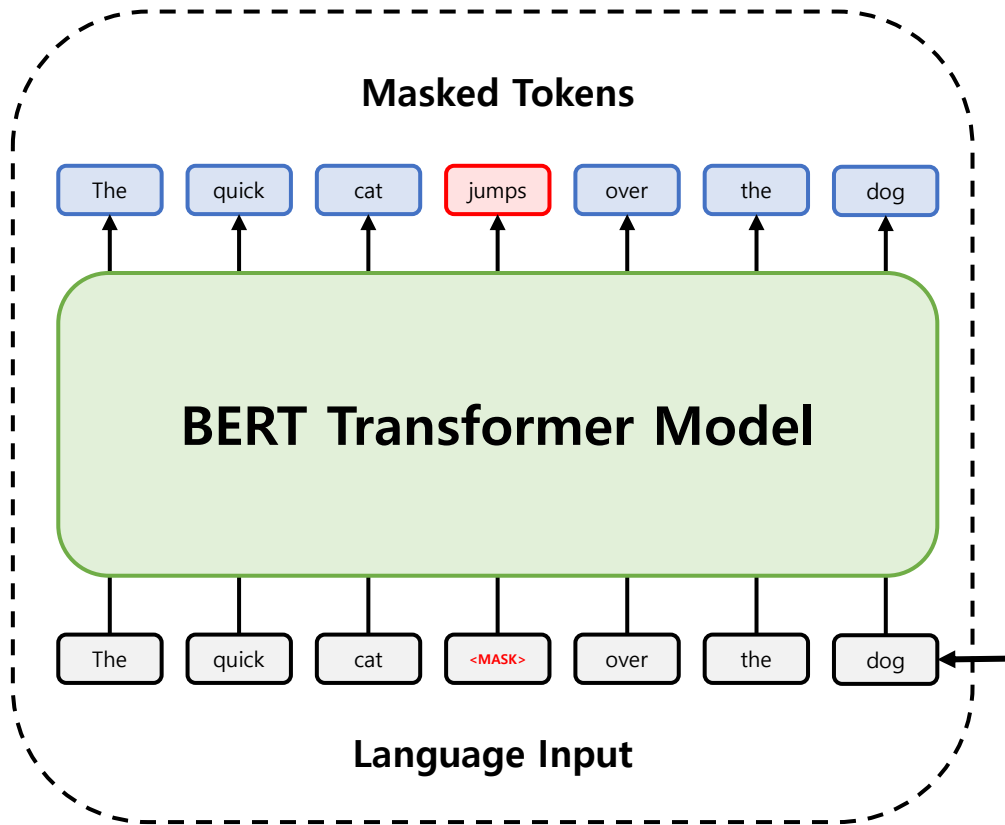 Masked Tokens
The quick cat jumps over the dog
BERT Transformer Model
The quick cat <MASK> over the dog
Language Input